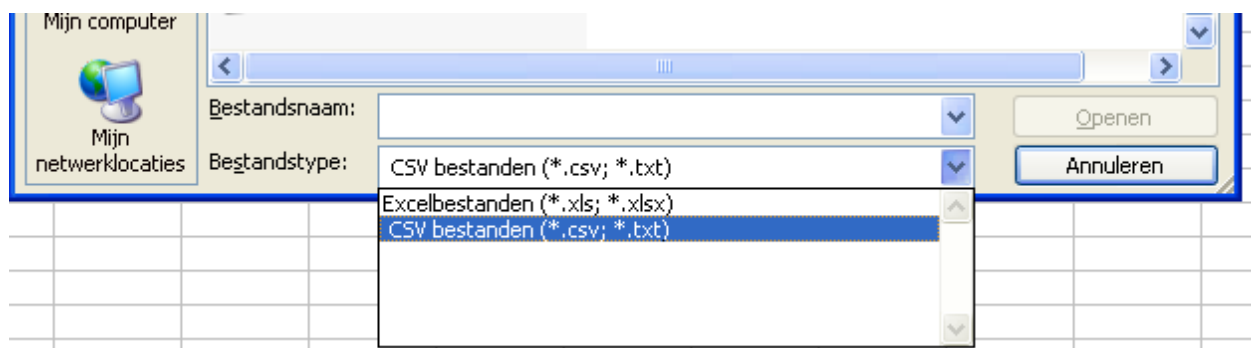 Mijn computer
Bestandsnaam:
Openen
Mijn
netwerklocaties
Bestandstype:
CSV bestanden (*.csv; *.txt)
Annuleren
Excelbestanden (*.xls; *.xlsx)
CSV bestanden (*.csv; *.txt)